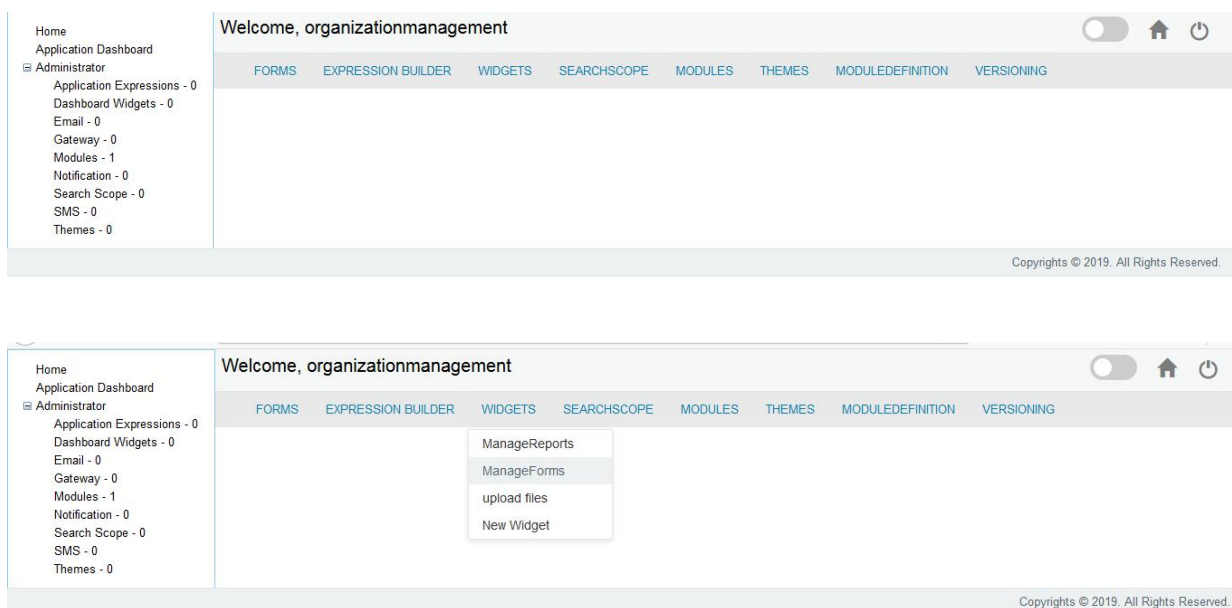 Home
Application Dashboard
Administrator
Application Expressions - 0
Dashboard Widgets - 0
Email - 0
Gateway - 0
Modules - 1
Notification - 0
Search Scope - 0
SMS - 0
Themes - 0
Welcome, organizationmanagement
FORMS EXPRESSION BUILDER WIDGETS SEARCHSCOPE MODULES THEMES MODULEDEFINITION VERSIONING
Copyrights © 2019. All Rights Reserved.
Home
Application Dashboard
Administrator
Application Expressions - 0
Dashboard Widgets - 0
Email - 0
Gateway - 0
Modules - 1
Notification - 0
Search Scope - 0
SMS - 0
Themes - 0
Welcome, organizationmanagement
FORMS EXPRESSION BUILDER WIDGETS SEARCHSCOPE MODULES THEMES MODULEDEFINITION VERSIONING
ManageReports
ManageForms
upload files
New Widget
Copyrights © 2019. All Rights Reserved.